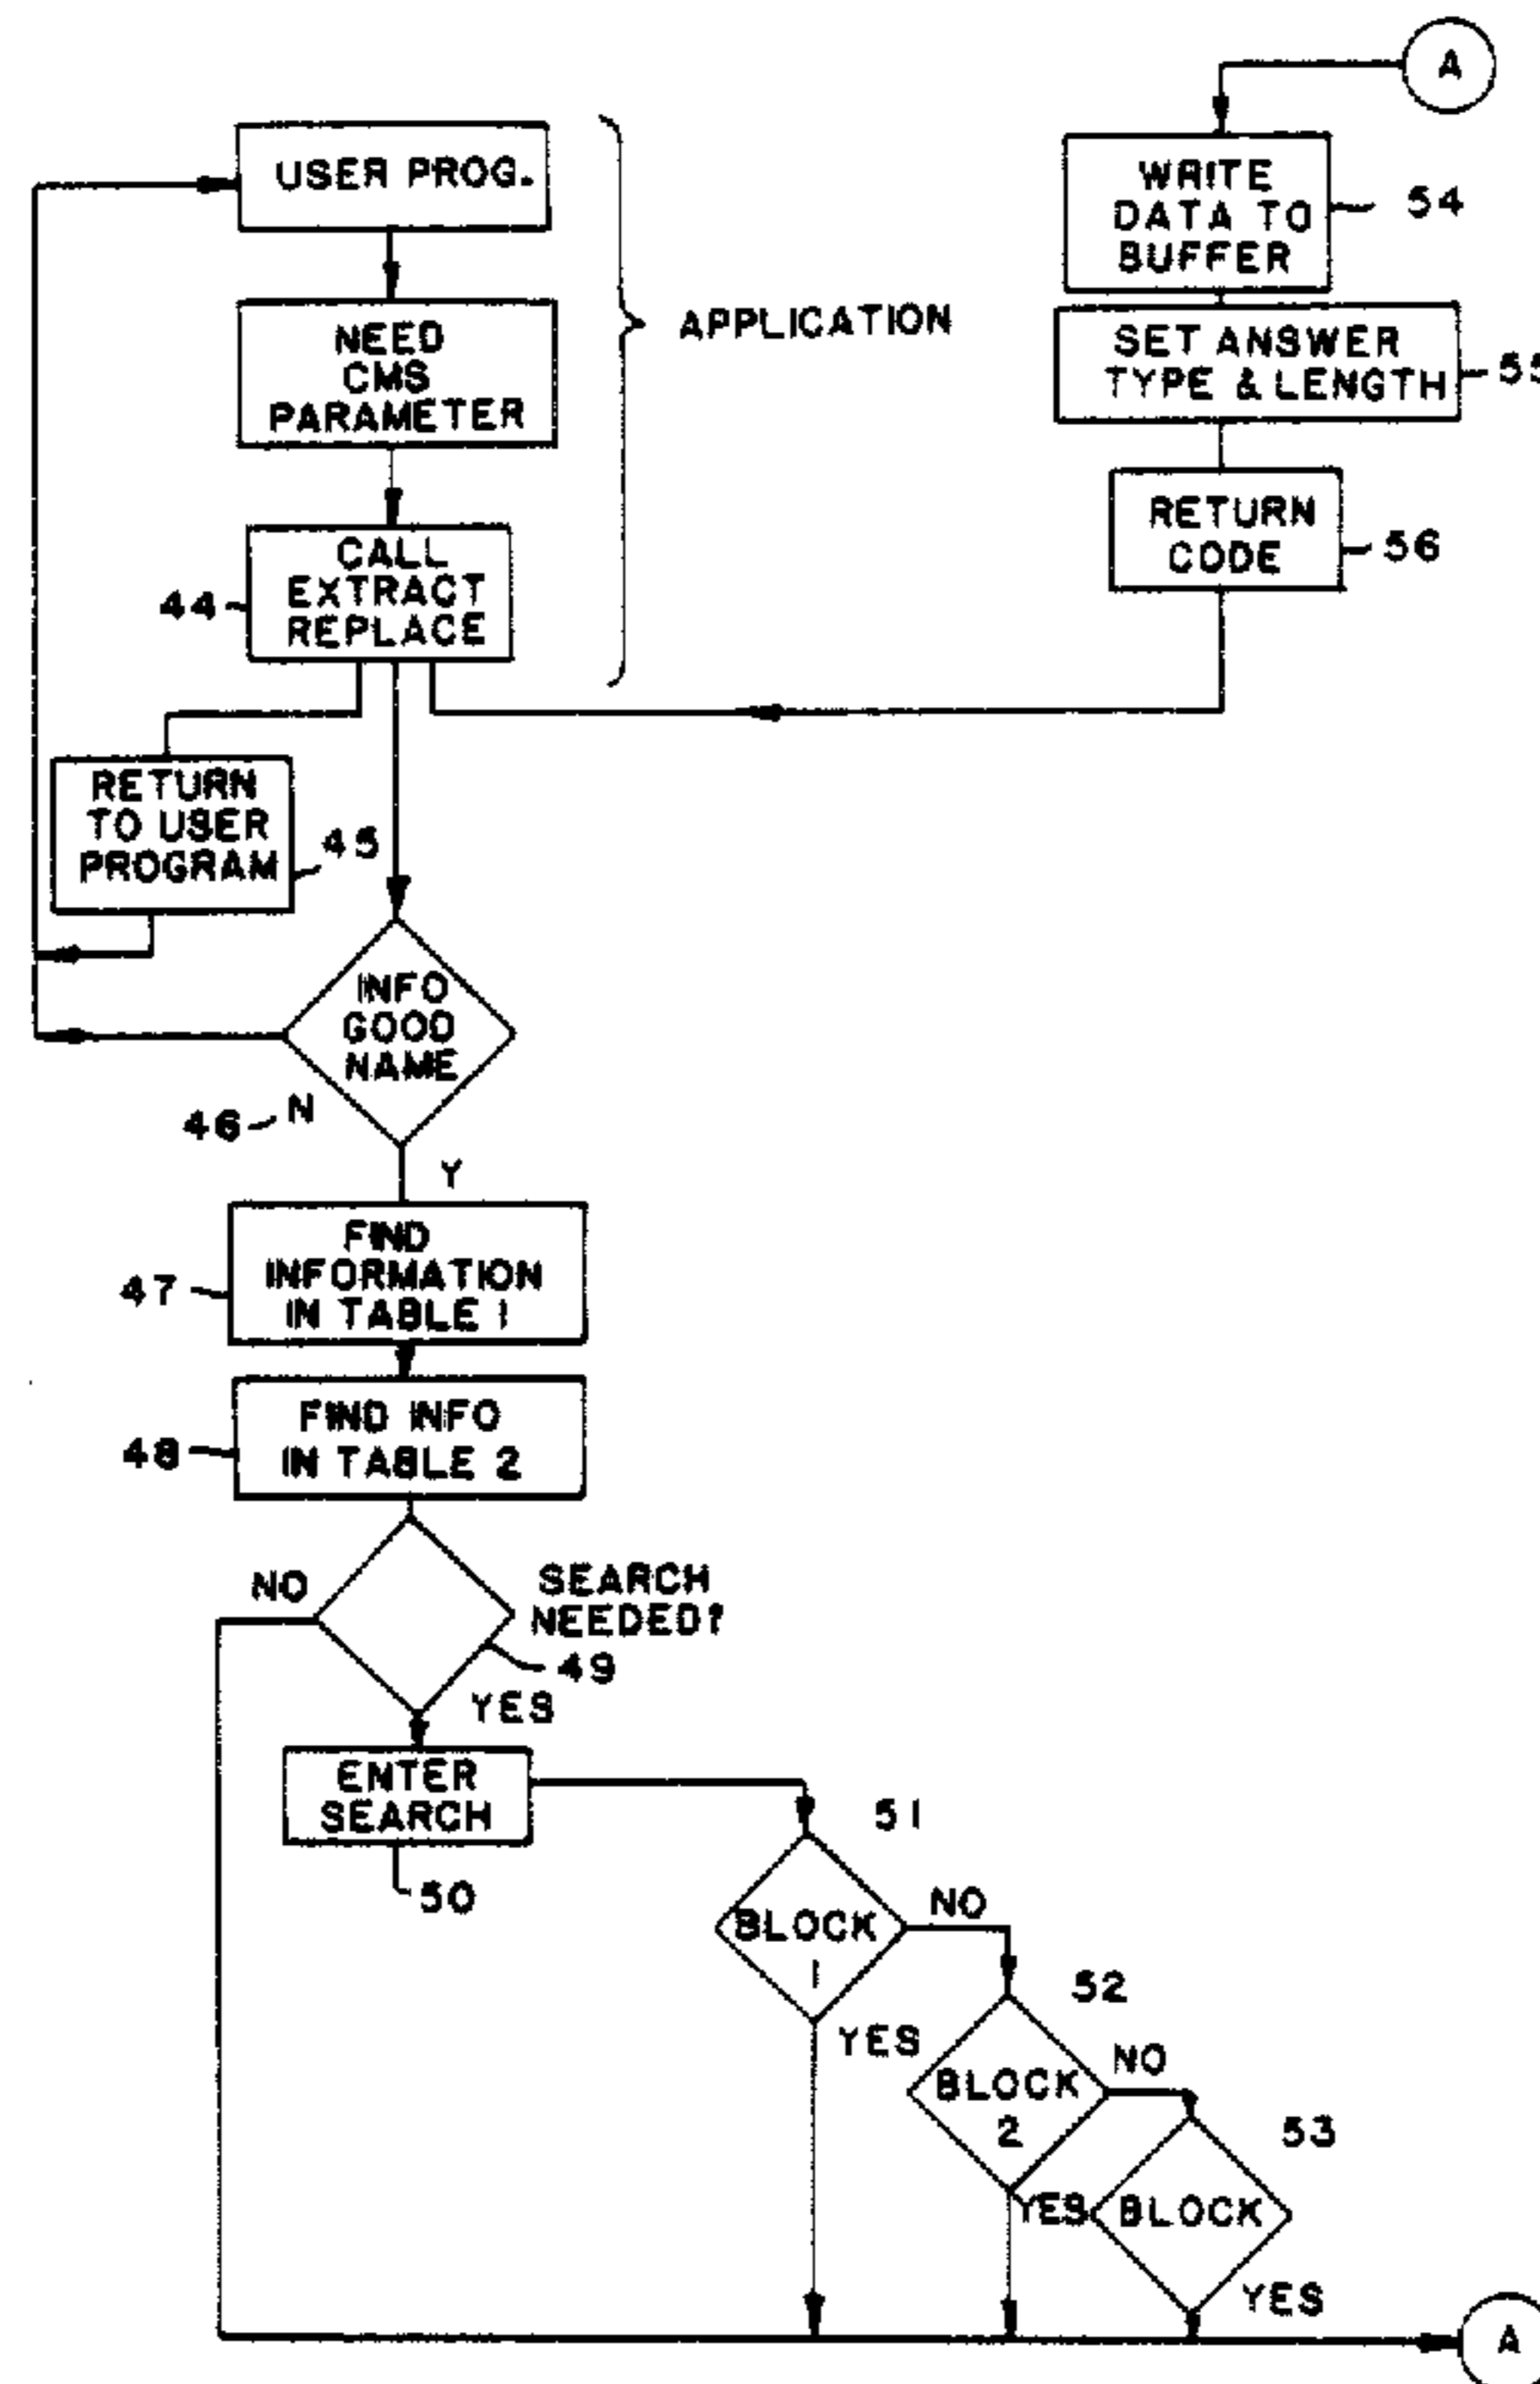 A
USER PROG.
WRITE
DATA TO
BUFFER
54
NEED
CMS
PARAMETER
APPLICATION
SET ANSWER
TYPE & LENGTH
55
CALL
EXTRACT
REPLACE
44
RETURN
CODE
56
RETURN
TO USER
PROGRAM
45
INFO
GOOD
NAME
46
N
Y
FIND
INFORMATION
IN TABLE 1
47
FIND INFO
IN TABLE 2
48
NO
SEARCH
NEEDED?
49
YES
ENTER
SEARCH
50
51
BLOCK
1
NO
YES
52
BLOCK
2
NO
YES
53
BLOCK
YES
A